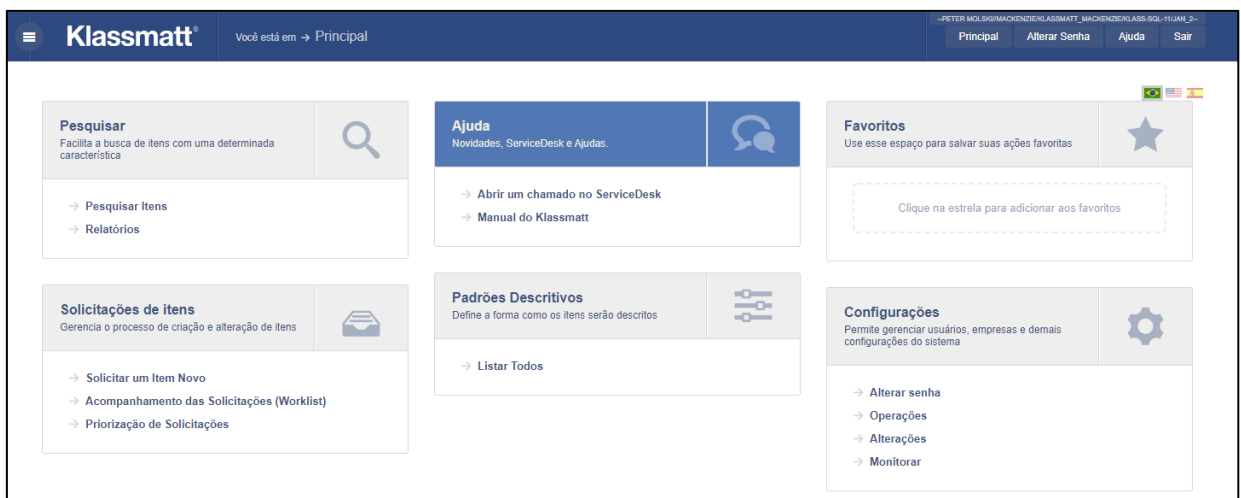 ~PETER MOLSKI/MACKENZIE/KLASSMATT_MACKENZIE/KLASS-SQL-11/JAN_2~
Klassmatt®
Você está em → Principal
Principal
Alterar Senha
Ajuda
Sair
Pesquisar
Facilita a busca de itens com uma determinada
característica
→ Pesquisar Itens
→ Relatórios
Ajuda
Novidades, ServiceDesk e Ajudas.
→ Abrir um chamado no ServiceDesk
→ Manual do Klassmatt
Favoritos
Use esse espaço para salvar suas ações favoritas
Clique na estrela para adicionar aos favoritos
Solicitações de itens
Gerencia o processo de criação e alteração de itens
→ Solicitar um Item Novo
→ Acompanhamento das Solicitações (Worklist)
→ Priorização de Solicitações
Padrões Descritivos
Define a forma como os itens serão descritos
→ Listar Todos
Configurações
Permite gerenciar usuários, empresas e demais
configurações do sistema
→ Alterar senha
→ Operações
→ Alterações
→ Monitorar